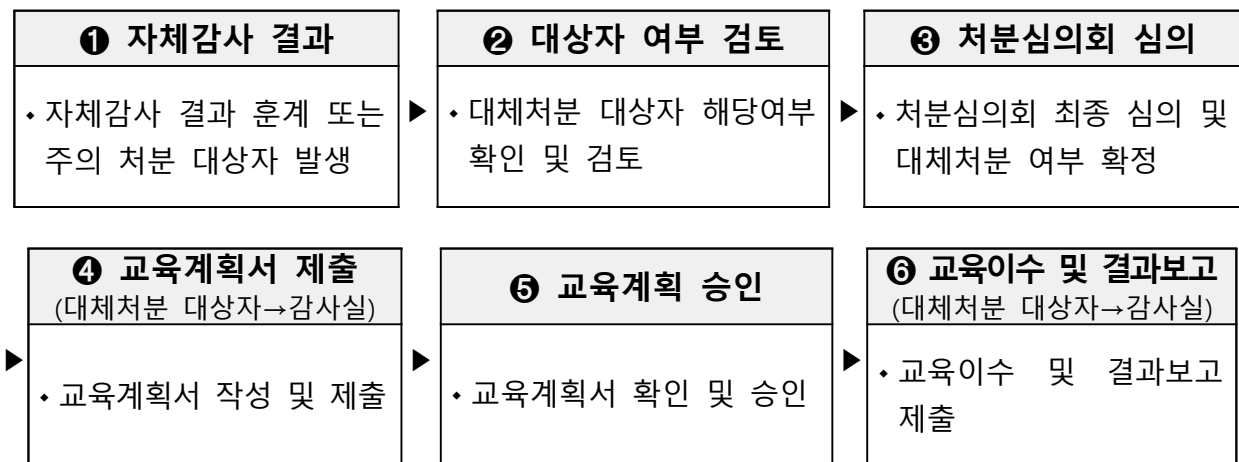 ❶ 자체감사 결과
⬩ 자체감사 결과 훈계 또는
주의 처분 대상자 발생
▶
❷ 대상자 여부 검토
⬩ 대체처분 대상자 해당여부
확인 및 검토
▶
❸ 처분심의회 심의
⬩ 처분심의회 최종 심의 및
대체처분 여부 확정
▶
❹ 교육계획서 제출
(대체처분 대상자→감사실)
⬩ 교육계획서 작성 및 제출
▶
❺ 교육계획 승인
⬩ 교육계획서 확인 및 승인
▶
❻ 교육이수 및 결과보고
(대체처분 대상자→감사실)
⬩ 교육이수 및 결과보고
제출